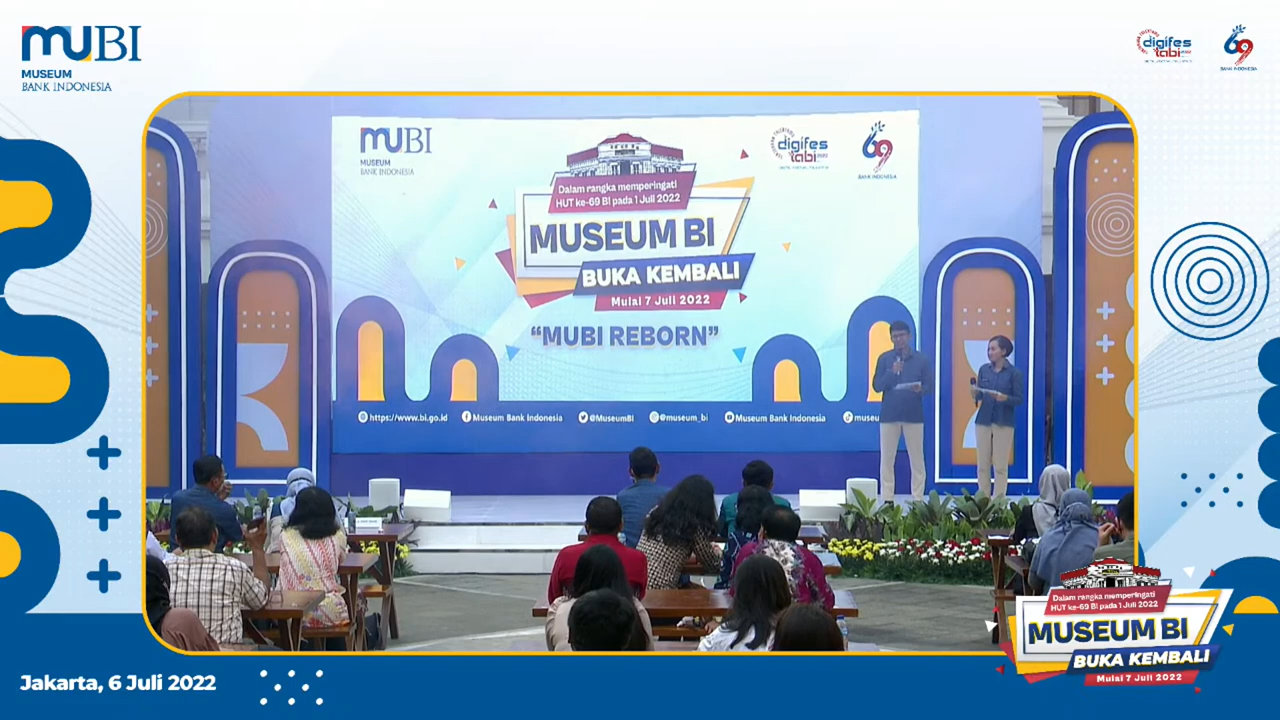 muBI
MUSEUM
BANK INDONESIA
digifes
tabi
69
BANK INDONESIA
muBI
MUSEUM
BANK INDONESIA
digifes
tabi
69
BANK INDONESIA
Dalam rangka memperingati
HUT ke-69 BI pada 1 Juli 2022
MUSEUM BI
BUKA KEMBALI
Mulai 7 Juli 2022
“MUBI REBORN”
https://www.bi.go.id Museum Bank Indonesia @MuseumBI @museum_bi Museum Bank Indonesia
Dalam rangka memperingati
HUT ke-69 BI pada 1 Juli 2022
MUSEUM BI
BUKA KEMBALI
Mulai 7 Juli 2022
Jakarta, 6 Juli 2022